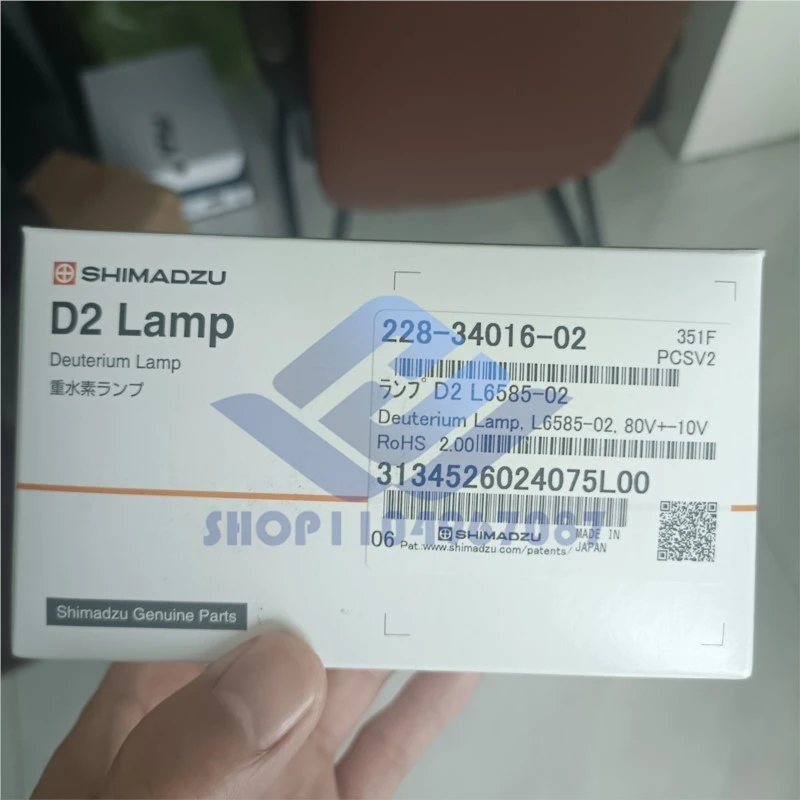 SHIMADZU
D2 Lamp
Deuterium Lamp
重水素ランプ
Shimadzu Genuine Parts
228-34016-02
351F
PCSV2
ランプ D2 L6585-02
Deuterium Lamp, L6585-02, 80V+-10V
RoHS 2.00
3134526024075L00
06 SHIMADZU MADE IN
Pat. www.shimadzu.com/patents/ JAPAN